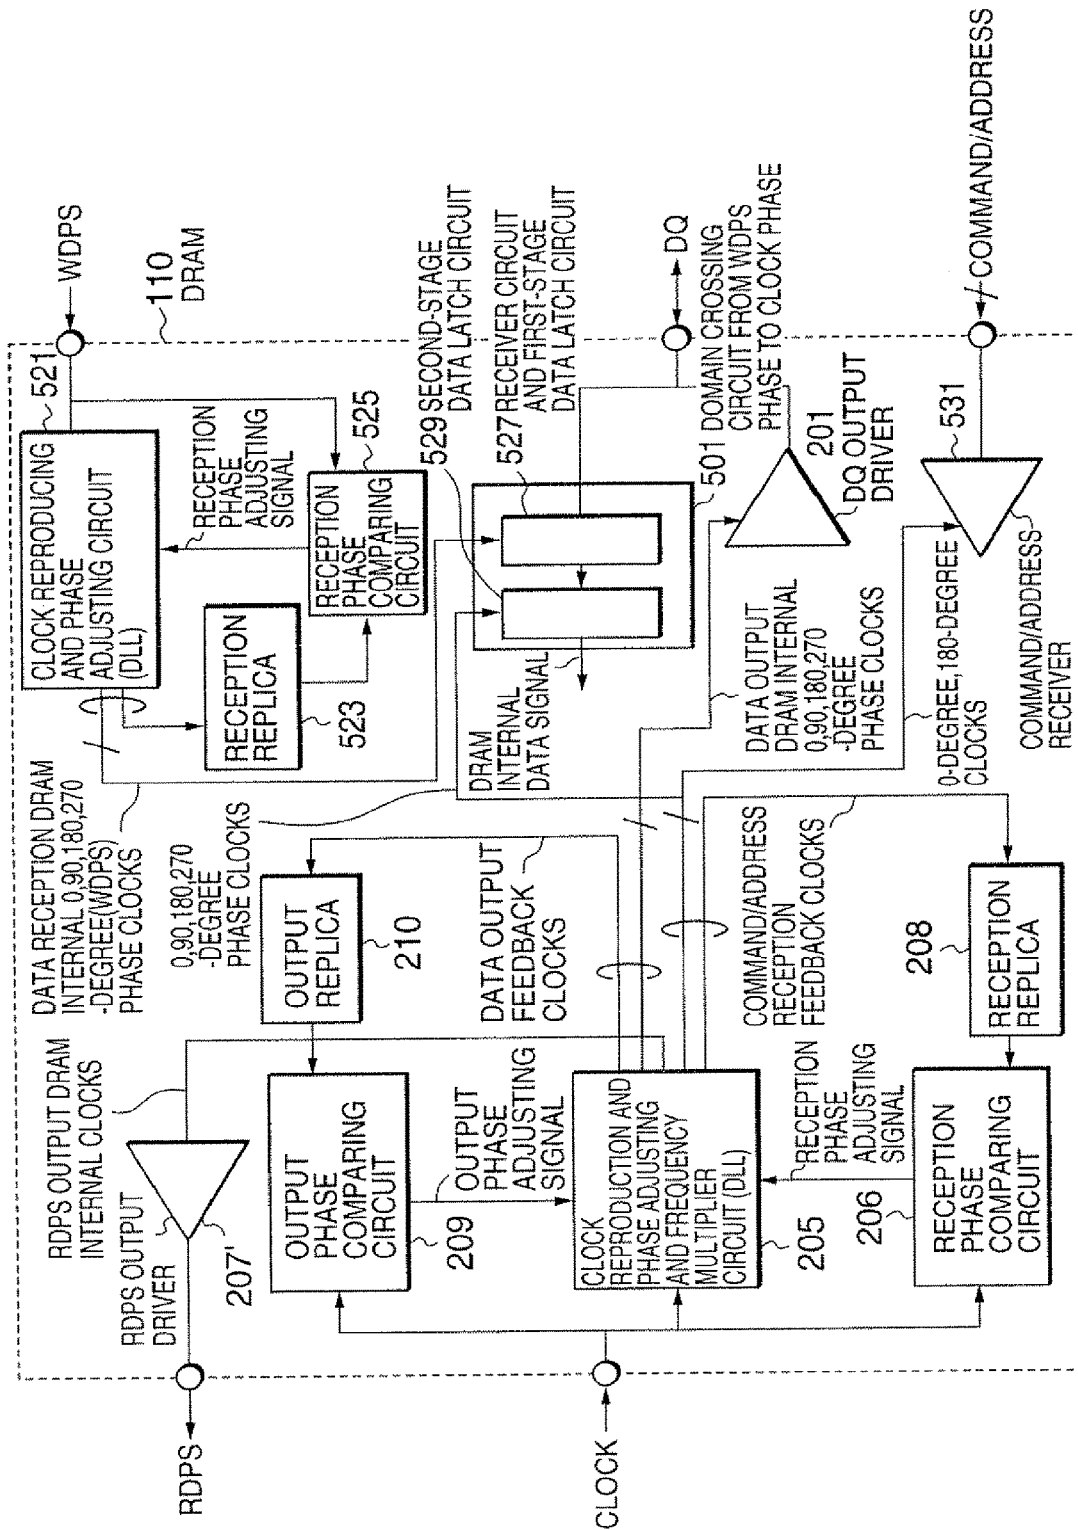 WDPS
110
DRAM
521
CLOCK REPRODUCING
AND PHASE
ADJUSTING CIRCUIT
(DLL)
RECEPTION
PHASE
ADJUSTING
SIGNAL
525
RECEPTION
PHASE
COMPARING
CIRCUIT
RECEPTION
REPLICA
523
529 SECOND-STAGE
DATA LATCH CIRCUIT
527 RECEIVER CIRCUIT
AND FIRST-STAGE
DATA LATCH CIRCUIT
DQ
501 DOMAIN CROSSING
CIRCUIT FROM WDPS
PHASE TO CLOCK PHASE
201
DQ OUTPUT
DRIVER
COMMAND/ADDRESS
531
COMMAND/ADDRESS
RECEIVER
0-DEGREE,180-DEGREE
CLOCKS
DATA OUTPUT
DRAM INTERNAL
0,90,180,270
-DEGREE
PHASE CLOCKS
DRAM
INTERNAL
DATA SIGNAL
DATA RECEPTION DRAM
INTERNAL 0,90,180,270
-DEGREE(WDPS)
PHASE CLOCKS
0,90,180,270
-DEGREE
PHASE CLOCKS
OUTPUT
REPLICA
210
DATA OUTPUT
FEEDBACK
CLOCKS
COMMAND/ADDRESS
RECEPTION
FEEDBACK CLOCKS
208
RECEPTION
REPLICA
RDPS OUTPUT DRAM
INTERNAL CLOCKS
RDPS OUTPUT
DRIVER
207'
OUTPUT
PHASE
COMPARING
CIRCUIT
209
OUTPUT
PHASE
ADJUSTING
SIGNAL
CLOCK
REPRODUCTION AND
PHASE ADJUSTING
AND FREQUENCY
MULTIPLIER
CIRCUIT (DLL)
205
RECEPTION
PHASE
ADJUSTING
SIGNAL
206
RECEPTION
PHASE
COMPARING
CIRCUIT
RDPS
CLOCK